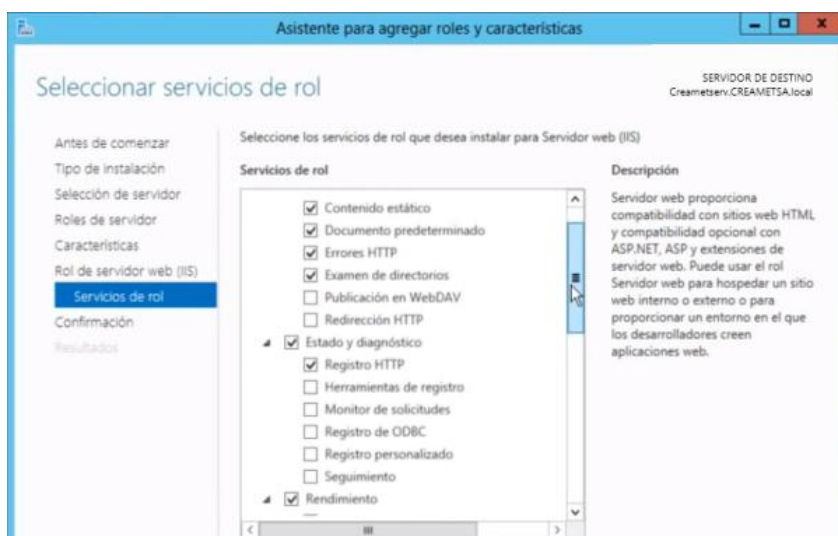 Asistente para agregar roles y características
Seleccionar servicios de rol
SERVIDOR DE DESTINO
Creametserv.CREAMETSA.local
Antes de comenzar
Tipo de instalación
Selección de servidor
Roles de servidor
Características
Rol de servidor web (IIS)
Servicios de rol
Confirmación
Resultados
Seleccione los servicios de rol que desea instalar para Servidor web (IIS)
Servicios de rol
Contenido estático
Documento predeterminado
Errores HTTP
Examen de directorios
Publicación en WebDAV
Redirección HTTP
Estado y diagnóstico
Registro HTTP
Herramientas de registro
Monitor de solicitudes
Registro de ODBC
Registro personalizado
Seguimiento
Rendimiento
Descripción
Servidor web proporciona
compatibilidad con sitios web HTML
y compatibilidad opcional con
ASP.NET, ASP y extensiones de
servidor web. Puede usar el rol
Servidor web para hospedar un sitio
web interno o externo o para
proporcionar un entorno en el que
los desarrolladores creen
aplicaciones web.